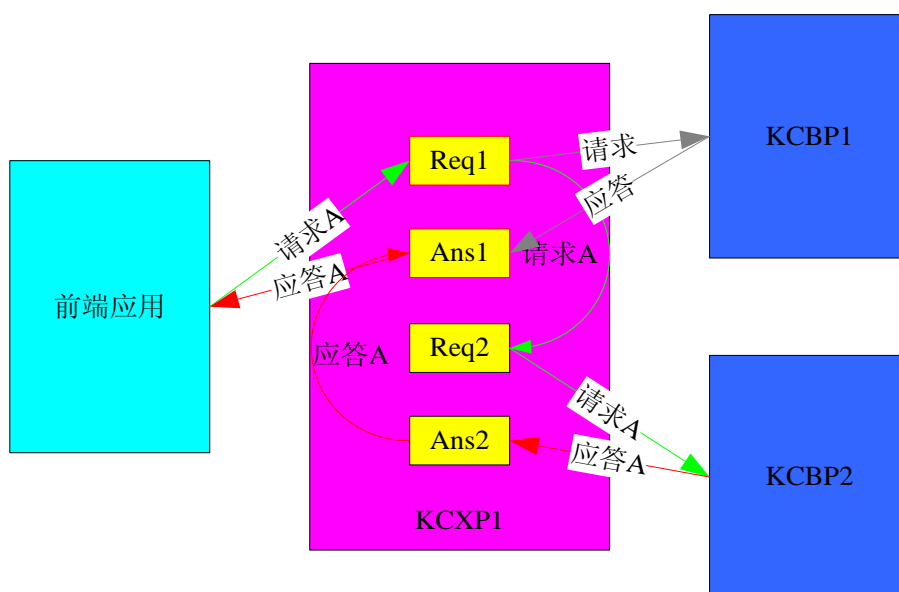 KCBP1
Req1
请求
应答
请求A
Ans1
请求A
应答A
前端应用
Req2
应答A
请求A
Ans2
应答A
KCBP2
KCXP1